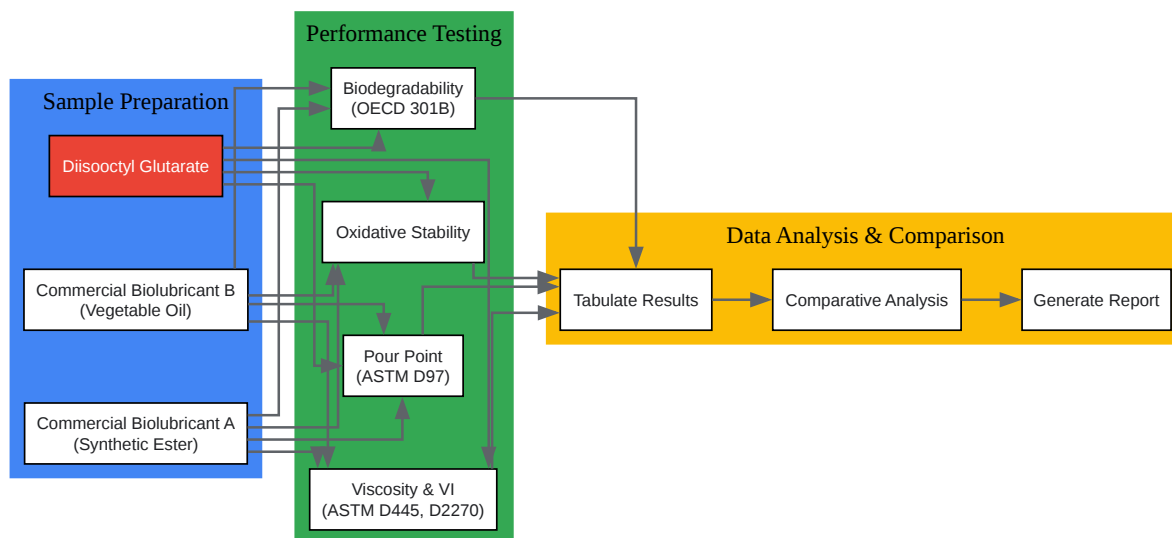 Sample Preparation
Diisooctyl Glutarate
Commercial Biolubricant B
(Vegetable Oil)
Commercial Biolubricant A
(Synthetic Ester)
Performance Testing
Biodegradability
(OECD 301B)
Oxidative Stability
Pour Point
(ASTM D97)
Viscosity & VI
(ASTM D445, D2270)
Data Analysis & Comparison
Tabulate Results
Comparative Analysis
Generate Report